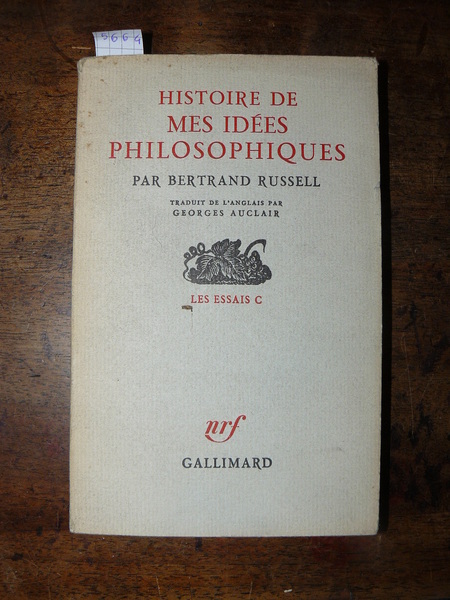 5664
HISTOIRE DE
MES IDÉES
PHILOSOPHIQUES
PAR BERTRAND RUSSELL
TRADUIT DE L'ANGLAIS PAR
GEORGES AUCLAIR
LES ESSAIS C
nrf
GALLIMARD